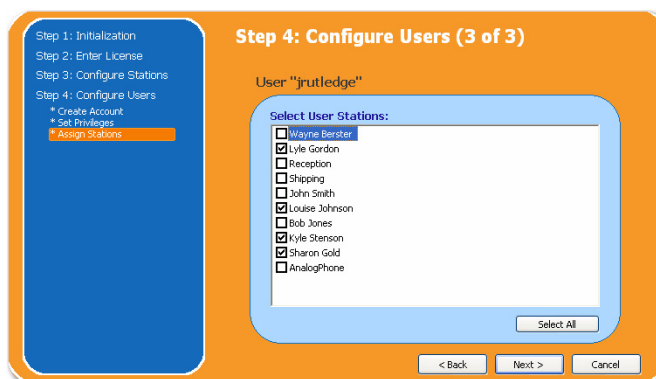 Step 1: Initialization
Step 2: Enter License
Step 3: Configure Stations
Step 4: Configure Users
* Create Account
* Set Privileges
* Assign Stations
Step 4: Configure Users (3 of 3)
User "jrutledge"
Select User Stations:
Wayne Berster
Lyle Gordon
Reception
Shipping
John Smith
Louise Johnson
Bob Jones
Kyle Stenson
Sharon Gold
AnalogPhone
Select All
< Back
Next >
Cancel